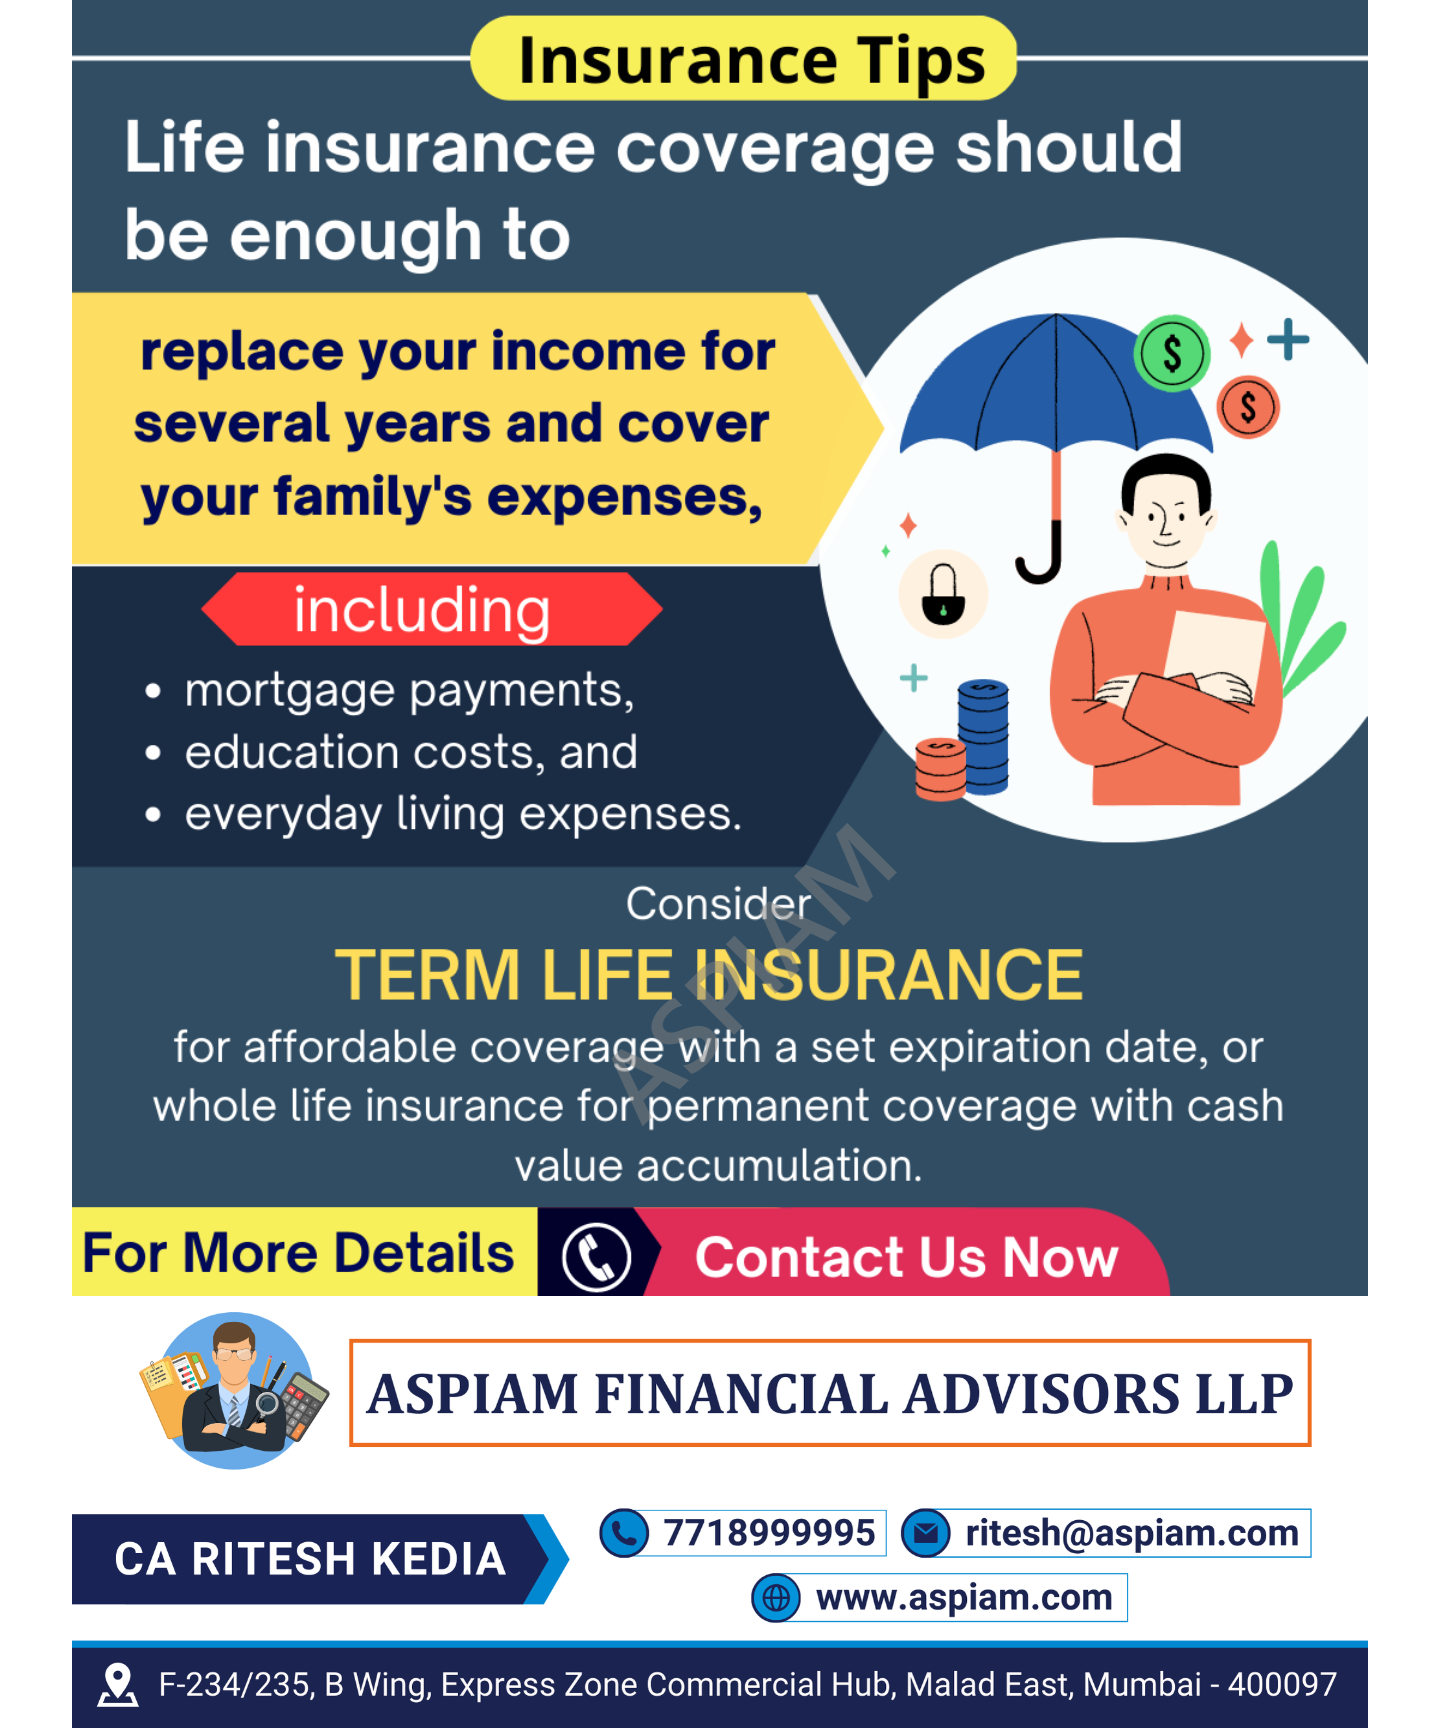 Insurance Tips
Life insurance coverage should
be enough to
replace your income for
several years and cover
your family's expenses,
including
• mortgage payments,
• education costs, and
• everyday living expenses.
Consider
TERM LIFE INSURANCE
for affordable coverage with a set expiration date, or
whole life insurance for permanent coverage with cash
value accumulation.
ASPIAM
For More Details
Contact Us Now
ASPIAM FINANCIAL ADVISORS LLP
CA RITESH KEDIA
7718999995
ritesh@aspiam.com
www.aspiam.com
F-234/235, B Wing, Express Zone Commercial Hub, Malad East, Mumbai - 400097